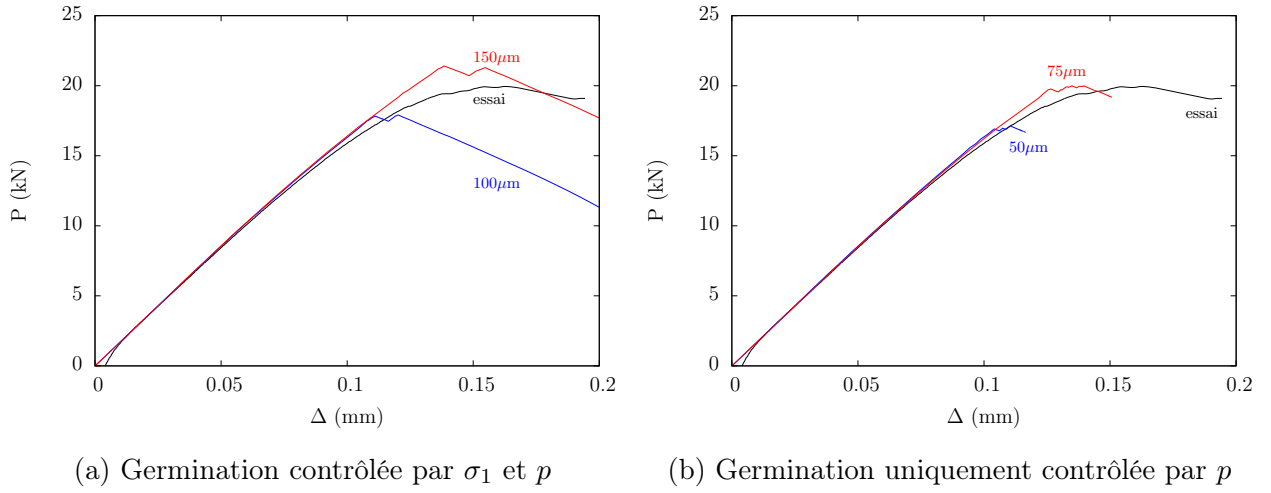 25
20
15
10
5
0
P (kN)
150μm
essai
100μm
0
0.05
0.1
0.15
0.2
Δ (mm)
(a) Germination contrôlée par σ₁ et p
25
20
15
10
5
0
P (kN)
75μm
essai
50μm
0
0.05
0.1
0.15
0.2
Δ (mm)
(b) Germination uniquement contrôlée par p